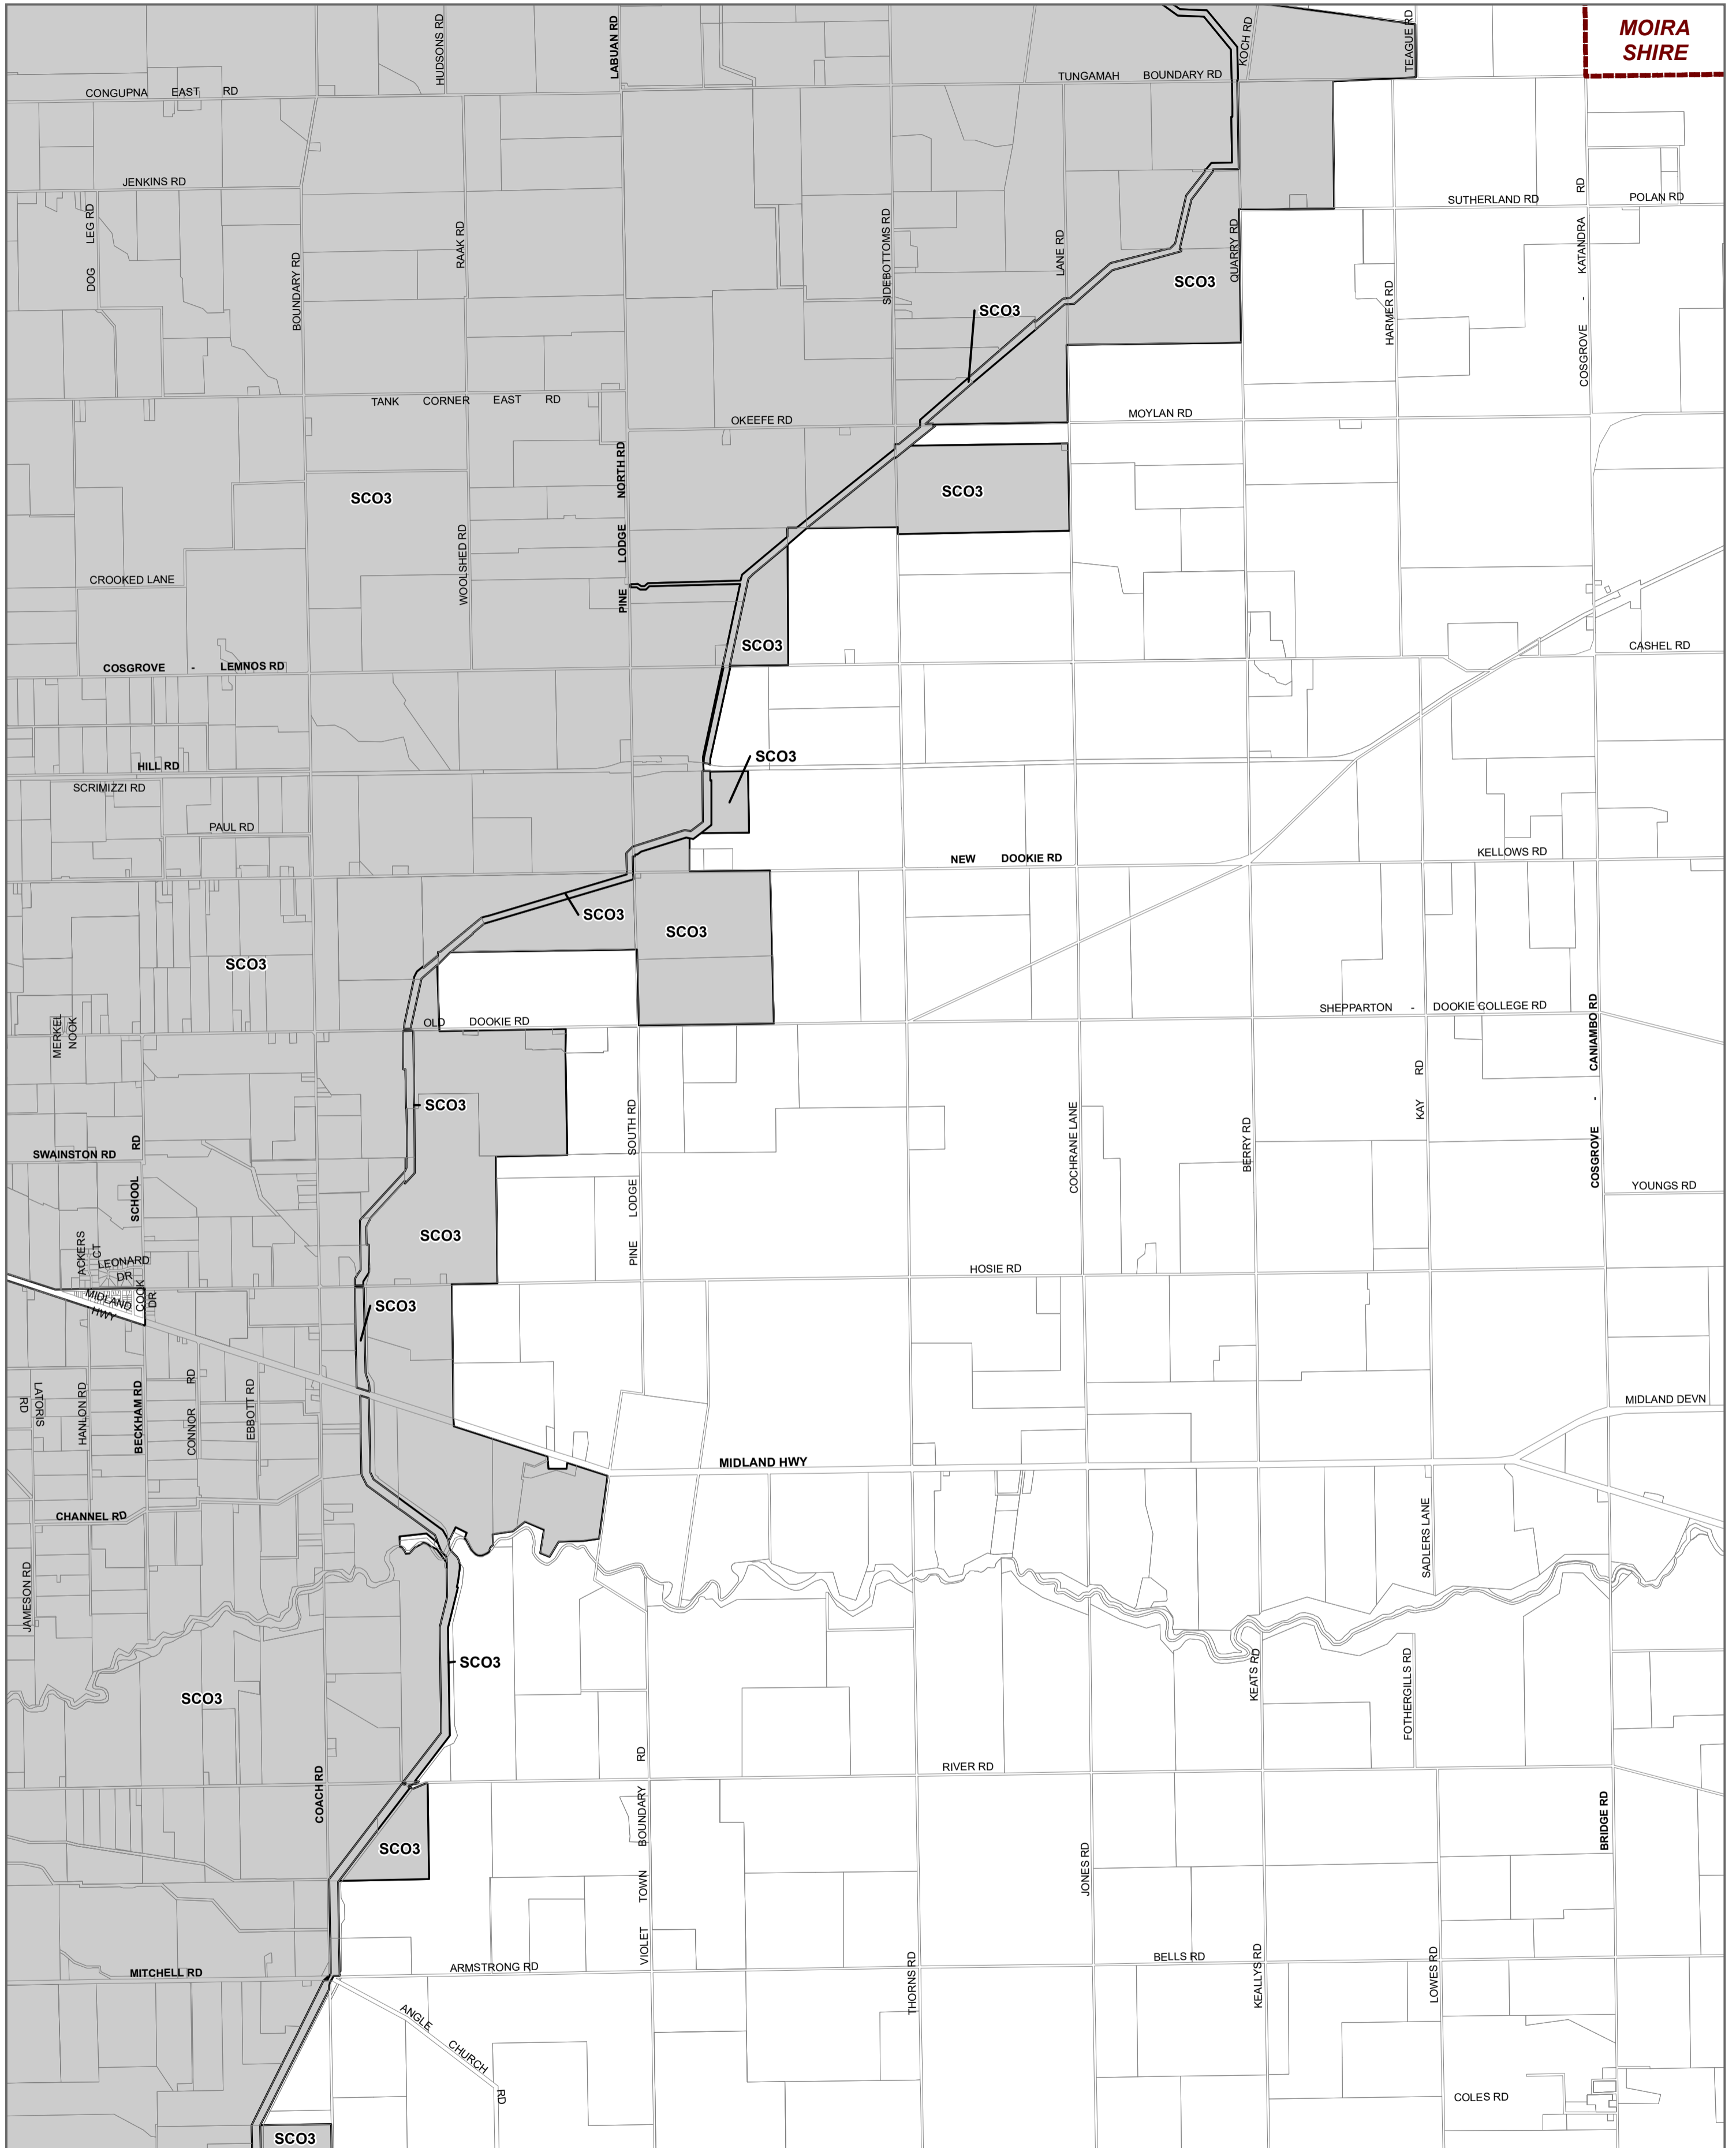 MOIRA
SHIRE
HUDSONS RD
LABUAN RD
KOCH RD
TEAGUE RD
TUNGAMAH BOUNDARY RD
CONGUPNA EAST RD
JENKINS RD
SUTHERLAND RD
POLAN RD
DOG LEG RD
BOUNDARY RD
RAAK RD
SIDEBOTTOMS RD
LANE RD
QUARRY RD
HARMER RD
COSGROVE - KATANDRA RD
SCO3
SCO3
TANK CORNER EAST RD
OKEEFE RD
MOYLAN RD
SCO3
SCO3
WOOLSHED RD
PINE LODGE NORTH RD
CROOKED LANE
SCO3
COSGROVE - LEMNOS RD
CASHEL RD
SCO3
HILL RD
SCRIMIZZI RD
PAUL RD
NEW DOOKIE RD
KELLOWS RD
SCO3
SCO3
SCO3
MERKEL
NOOK
OLD DOOKIE RD
SHEPPARTON - DOOKIE COLLEGE RD
COSGROVE - CANIAMBO RD
SCO3
SWAINSTON RD
SCHOOL RD
PINE LODGE SOUTH RD
COCHRANE LANE
BERRY RD
KAY RD
YOUNGS RD
SCO3
ACKERS
CT
LEONARD
DR
COOK
DR
MIDLAND
HWY
HOSIE RD
SCO3
LATORIS
RD
HANLON RD
BECKHAM RD
CONNOR RD
EBBOTT RD
MIDLAND DEVN
MIDLAND HWY
CHANNEL RD
SADLERS LANE
JAMESON RD
SCO3
SCO3
KEATS RD
FOTHERGILLS RD
RIVER RD
COACH RD
SCO3
VIOLET TOWN BOUNDARY RD
JONES RD
BRIDGE RD
MITCHELL RD
ARMSTRONG RD
BELLS RD
THORNS RD
KEALLYS RD
LOWES RD
ANGLE CHURCH RD
COLES RD
SCO3